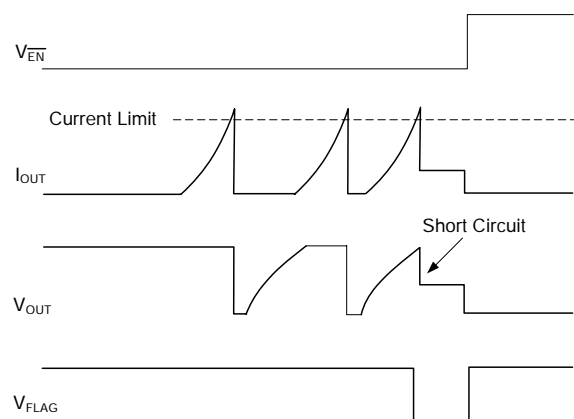 VEN
Current Limit
IOUT
Short Circuit
VOUT
VFLAG